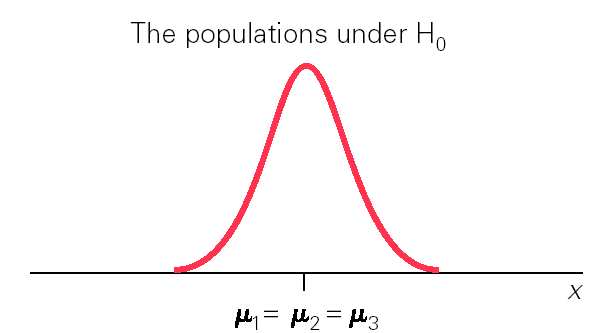 The populations under H₀
x
μ₁ = μ₂ = μ₃